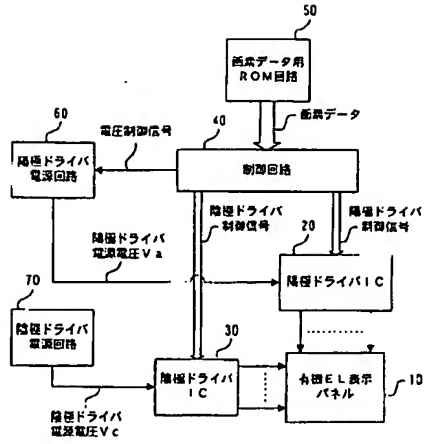 50
画素データ用
ROM回路
画素データ
60
電圧制御信号
40
陽極ドライバ
電源回路
制御回路
陰極ドライバ
制御信号
陽極ドライバ
制御信号
20
陽極ドライバ
電源電圧Va
陽極ドライバIC
70
陰極ドライバ
電源回路
30
陰極ドライバ
IC
有機EL表示
パネル
10
陰極ドライバ
電源電圧Vc